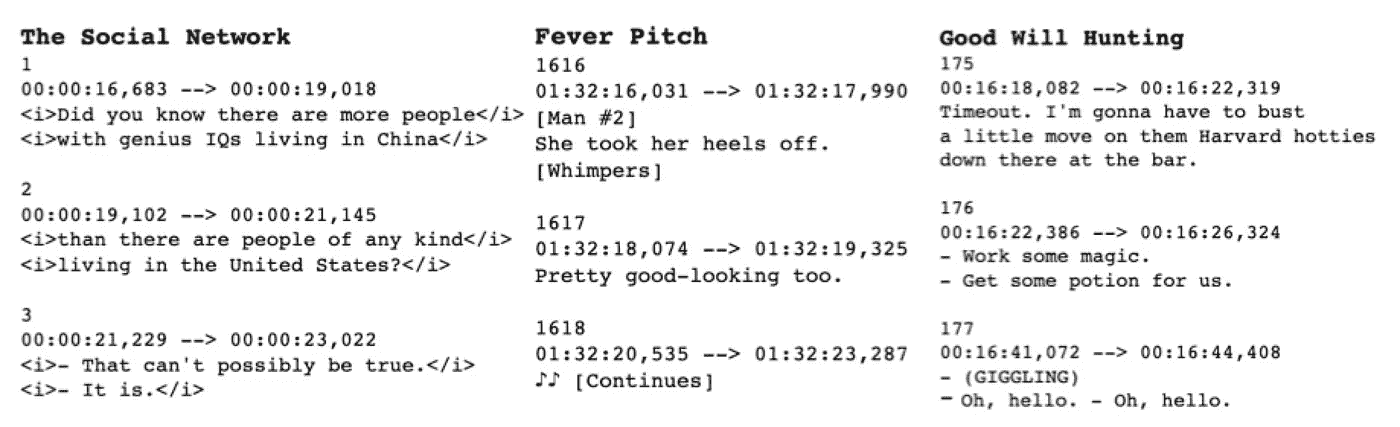 The Social Network
1
00:00:16,683 --> 00:00:19,018
<i>Did you know there are more people</i>
<i>with genius IQs living in China</i>
2
00:00:19,102 --> 00:00:21,145
<i>than there are people of any kind</i>
<i>living in the United States?</i>
3
00:00:21,229 --> 00:00:23,022
<i>- That can't possibly be true.</i>
<i>- It is.</i>
Fever Pitch
1616
01:32:16,031 --> 01:32:17,990
[Man #2]
She took her heels off.
[Whimpers]
1617
01:32:18,074 --> 01:32:19,325
Pretty good-looking too.
1618
01:32:20,535 --> 01:32:23,287
♪♪ [Continues]
Good Will Hunting
175
00:16:18,082 --> 00:16:22,319
Timeout. I'm gonna have to bust
a little move on them Harvard hotties
down there at the bar.
176
00:16:22,386 --> 00:16:26,324
- Work some magic.
- Get some potion for us.
177
00:16:41,072 --> 00:16:44,408
- (GIGGLING)
- Oh, hello. - Oh, hello.